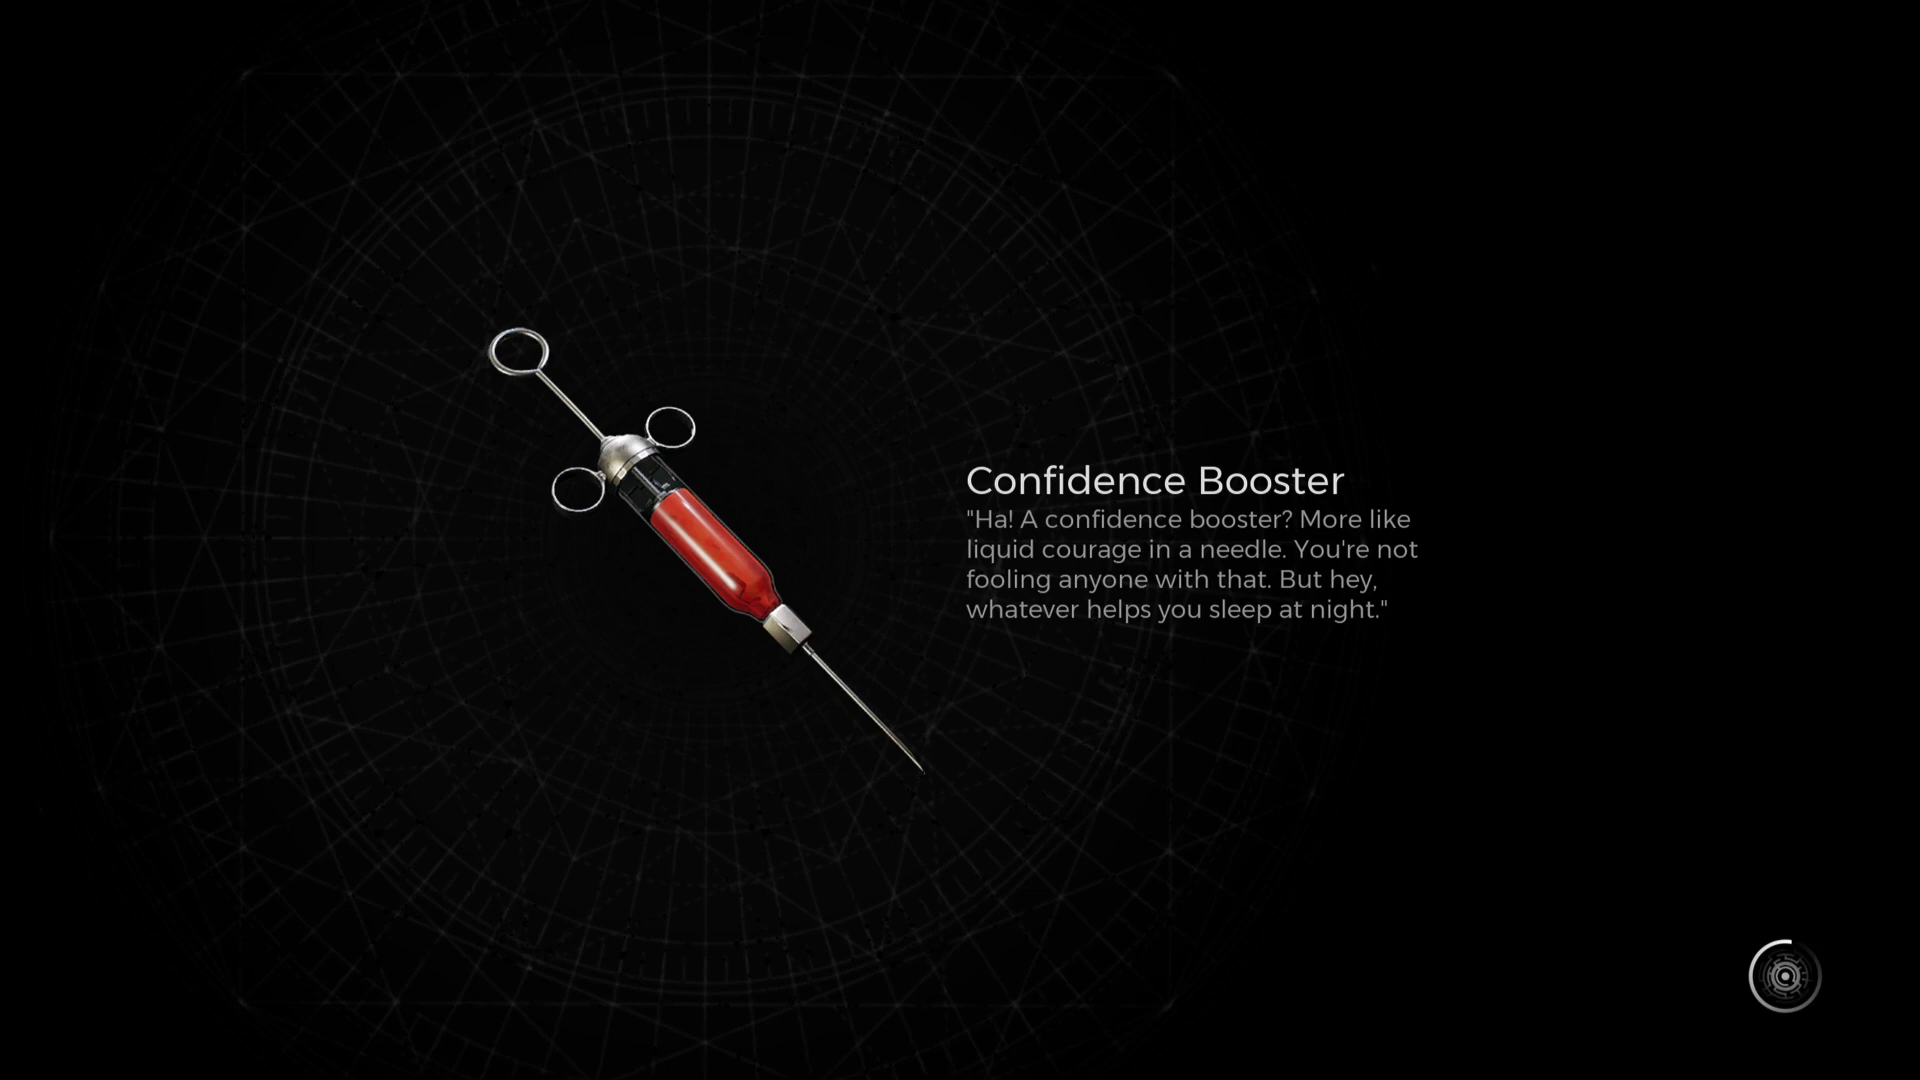 Confidence Booster
"Ha! A confidence booster? More like
liquid courage in a needle. You're not
fooling anyone with that. But hey,
whatever helps you sleep at night."